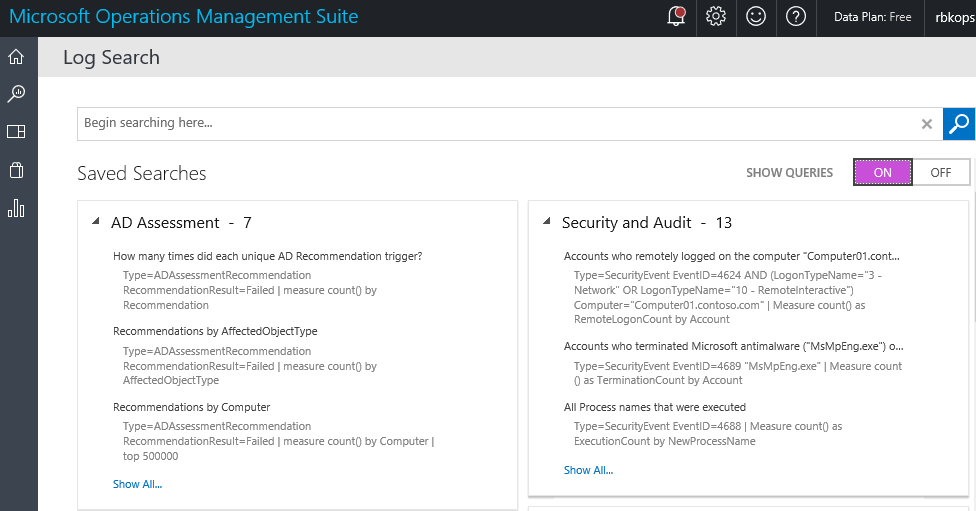 Microsoft Operations Management Suite
Data Plan: Free
rbkops
Log Search
Begin searching here...
Saved Searches
SHOW QUERIES
ON
OFF
AD Assessment - 7
How many times did each unique AD Recommendation trigger?
Type=ADAssessmentRecommendation
RecommendationResult=Failed | measure count() by
Recommendation
Recommendations by AffectedObjectType
Type=ADAssessmentRecommendation
RecommendationResult=Failed | measure count() by
AffectedObjectType
Recommendations by Computer
Type=ADAssessmentRecommendation
RecommendationResult=Failed | measure count() by Computer |
top 500000
Show All...
Security and Audit - 13
Accounts who remotely logged on the computer "Computer01.cont...
Type=SecurityEvent EventID=4624 AND (LogonTypeName="3 -
Network" OR LogonTypeName="10 - RemoteInteractive")
Computer="Computer01.contoso.com" | Measure count() as
RemoteLogonCount by Account
Accounts who terminated Microsoft antimalware ("MsMpEng.exe") o...
Type=SecurityEvent EventID=4689 "MsMpEng.exe" | Measure count
() as TerminationCount by Account
All Process names that were executed
Type=SecurityEvent EventID=4688 | Measure count() as
ExecutionCount by NewProcessName
Show All...